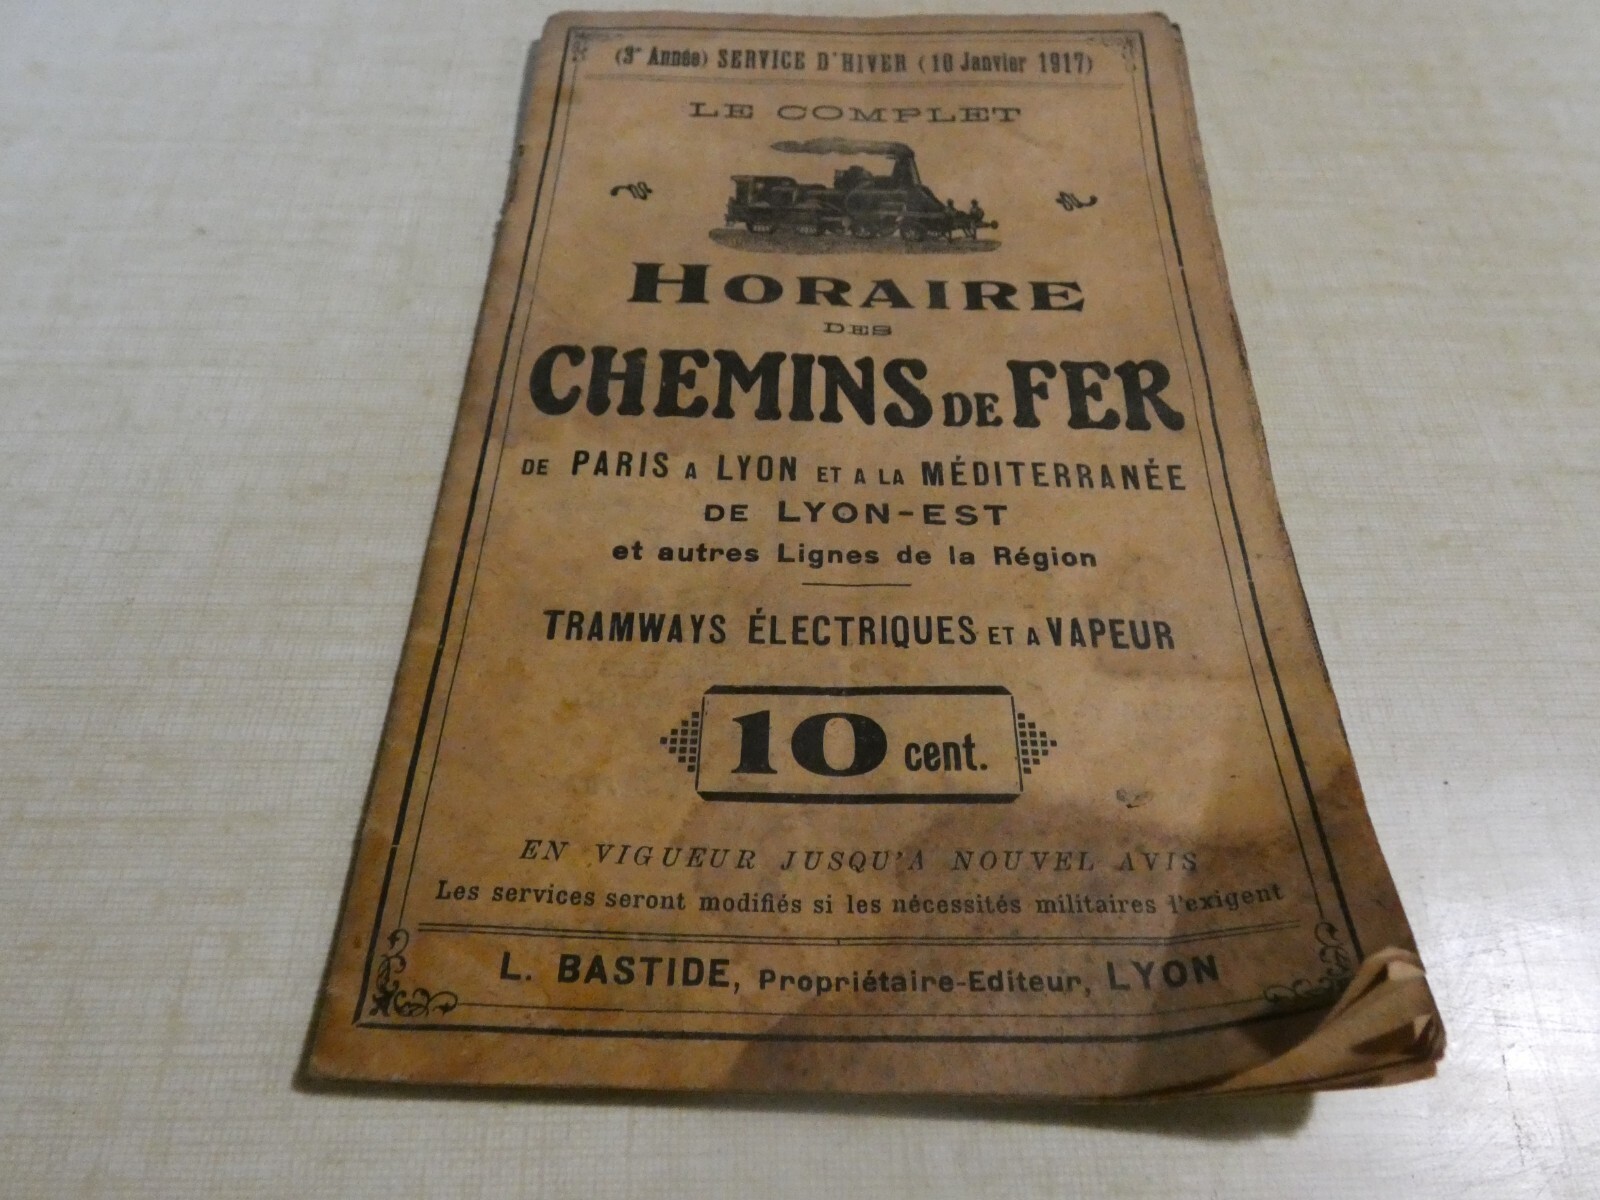 (3e Année) SERVICE D'HIVER (10 Janvier 1917)
LE COMPLET
HORAIRE
DES
CHEMINS DE FER
DE PARIS A LYON ET A LA MÉDITERRANÉE
DE LYON-EST
et autres Lignes de la Région
TRAMWAYS ÉLECTRIQUES ET A VAPEUR
10 cent.
EN VIGUEUR JUSQU'A NOUVEL AVIS
Les services seront modifiés si les nécessités militaires l'exigent
L. BASTIDE, Propriétaire-Editeur, LYON